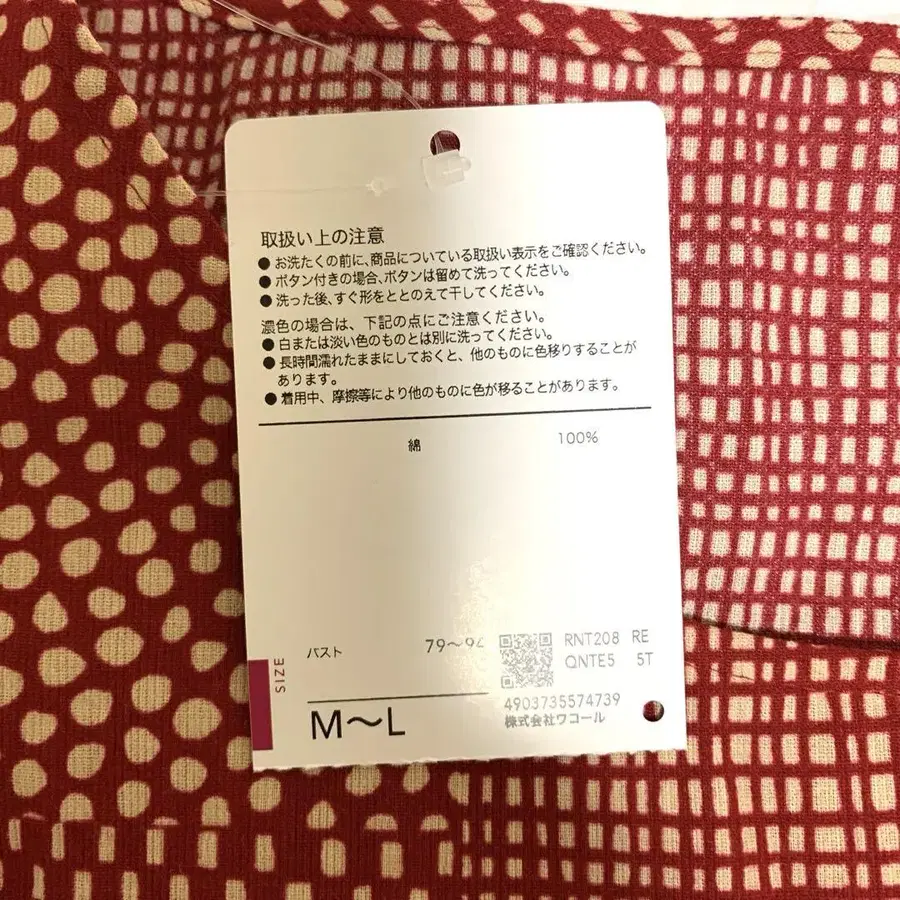 取扱い上の注意
●お洗たくの前に、商品についている取扱い表示をご確認ください。
●ボタン付きの場合、ボタンは留めて洗ってください。
●洗った後、すぐ形をととのえて干してください。
濃色の場合は、下記の点にご注意ください。
●白または淡い色のものとは別に洗ってください。
●長時間濡れたままにしておくと、他のものに色移りすることが
あります。
●着用中、摩擦等により他のものに色が移ることがあります。
綿 100%
SIZE
バスト 79〜94
M〜L
RNT208 RE
QNTE5 5T
4903735574739
株式会社ワコール